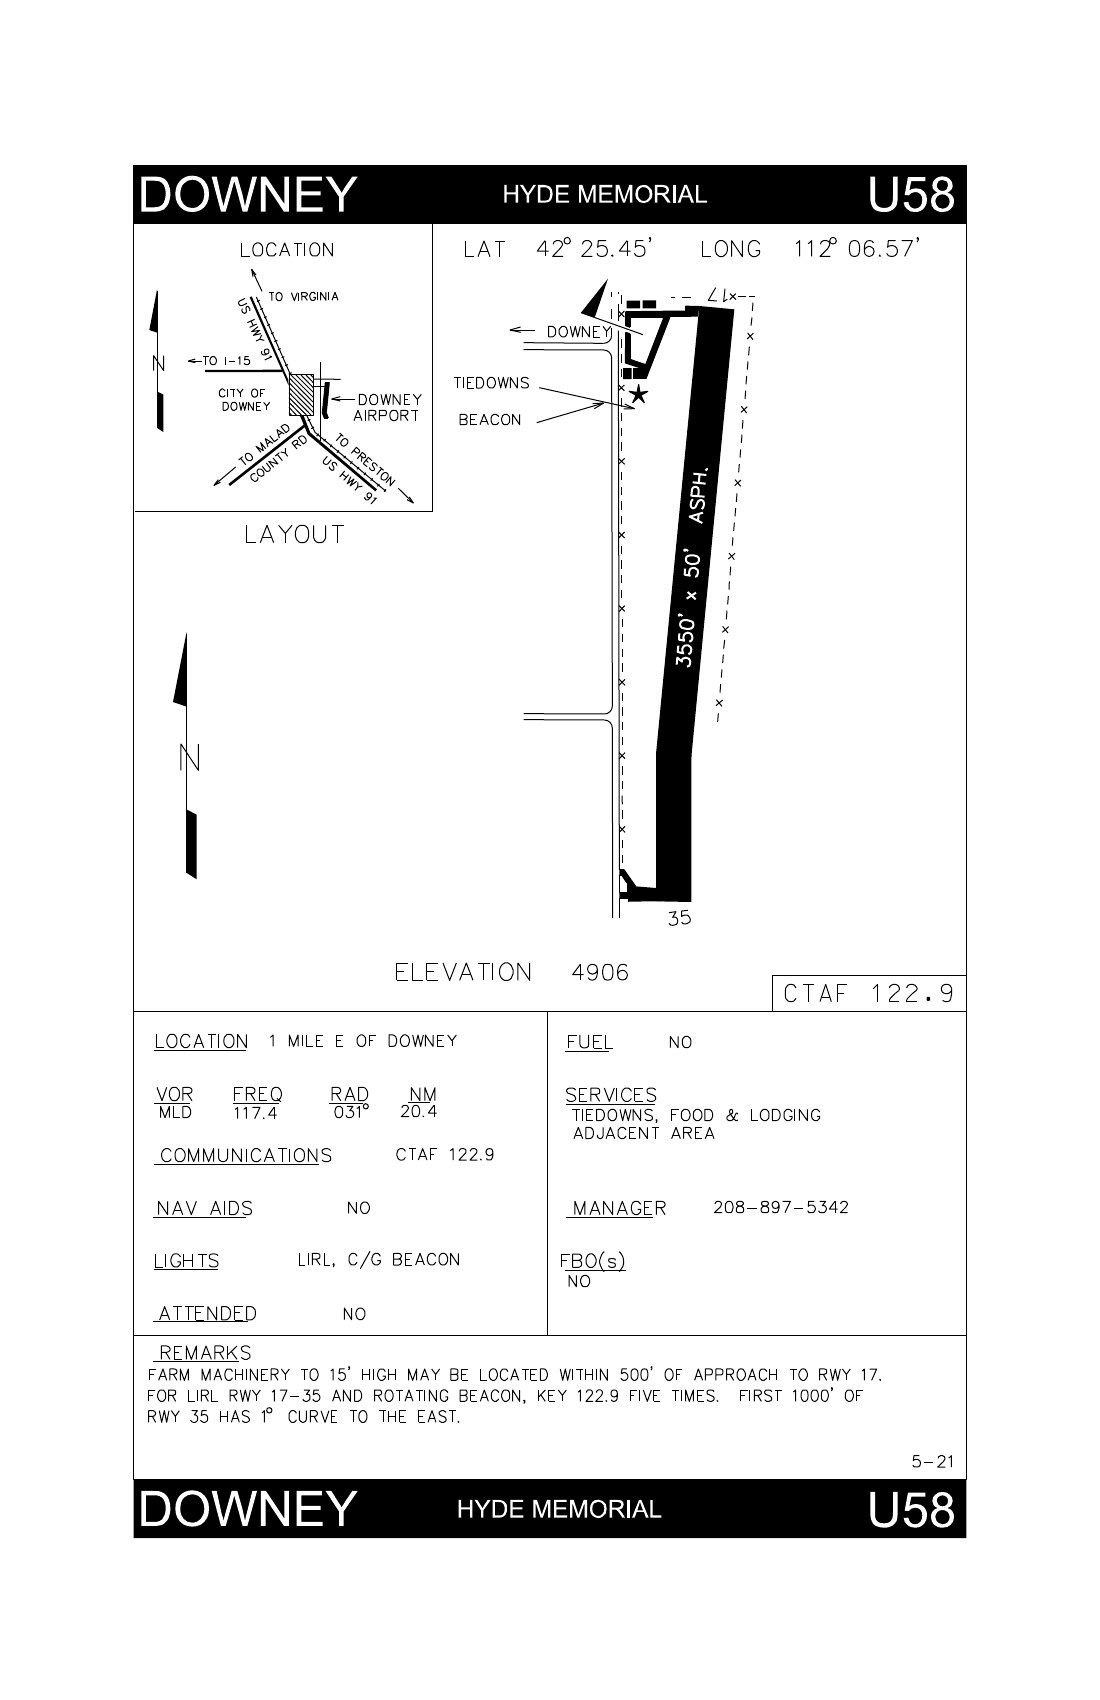 DOWNEY HYDE MEMORIAL U58
LOCATION
TO VIRGINIA
US HWY 91
N
TO I-15
CITY OF
DOWNEY
DOWNEY
AIRPORT
TO MALAD
COUNTY RD
TO PRESTON
US HWY 91
LAYOUT
N
LAT 42° 25.45' LONG 112° 06.57'
17
DOWNEY
TIEDOWNS
BEACON
3550' x 50' ASPH.
35
ELEVATION 4906
CTAF 122.9
LOCATION 1 MILE E OF DOWNEY
VOR FREQ RAD NM
MLD 117.4 031° 20.4
COMMUNICATIONS CTAF 122.9
NAV AIDS NO
LIGHTS LIRL, C/G BEACON
ATTENDED NO
FUEL NO
SERVICES
TIEDOWNS, FOOD & LODGING
ADJACENT AREA
MANAGER 208-897-5342
FBO(s)
NO
REMARKS
FARM MACHINERY TO 15' HIGH MAY BE LOCATED WITHIN 500' OF APPROACH TO RWY 17.
FOR LIRL RWY 17-35 AND ROTATING BEACON, KEY 122.9 FIVE TIMES. FIRST 1000' OF
RWY 35 HAS 1° CURVE TO THE EAST.
5-21
DOWNEY HYDE MEMORIAL U58